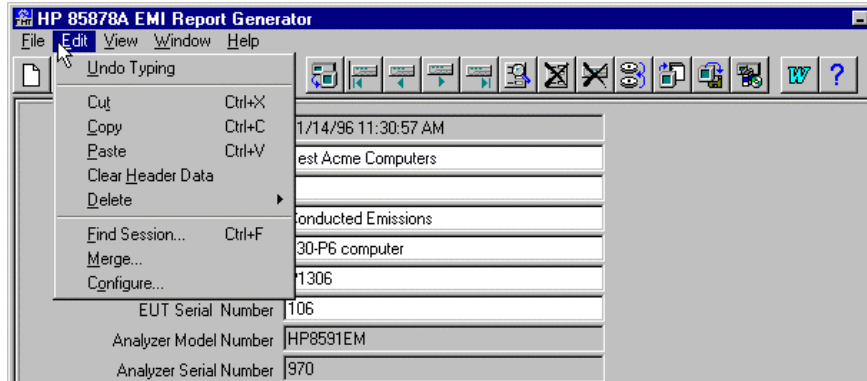 HP 85878A EMI Report Generator
File Edit View Window Help
W ?
Undo Typing
Cut Ctrl+X
Copy Ctrl+C
Paste Ctrl+V
Clear Header Data
Delete
Find Session... Ctrl+F
Merge...
Configure...
1/14/96 11:30:57 AM
est Acme Computers
onducted Emissions
30-P6 computer
1306
EUT Serial Number 106
Analyzer Model Number HP8591EM
Analyzer Serial Number 970